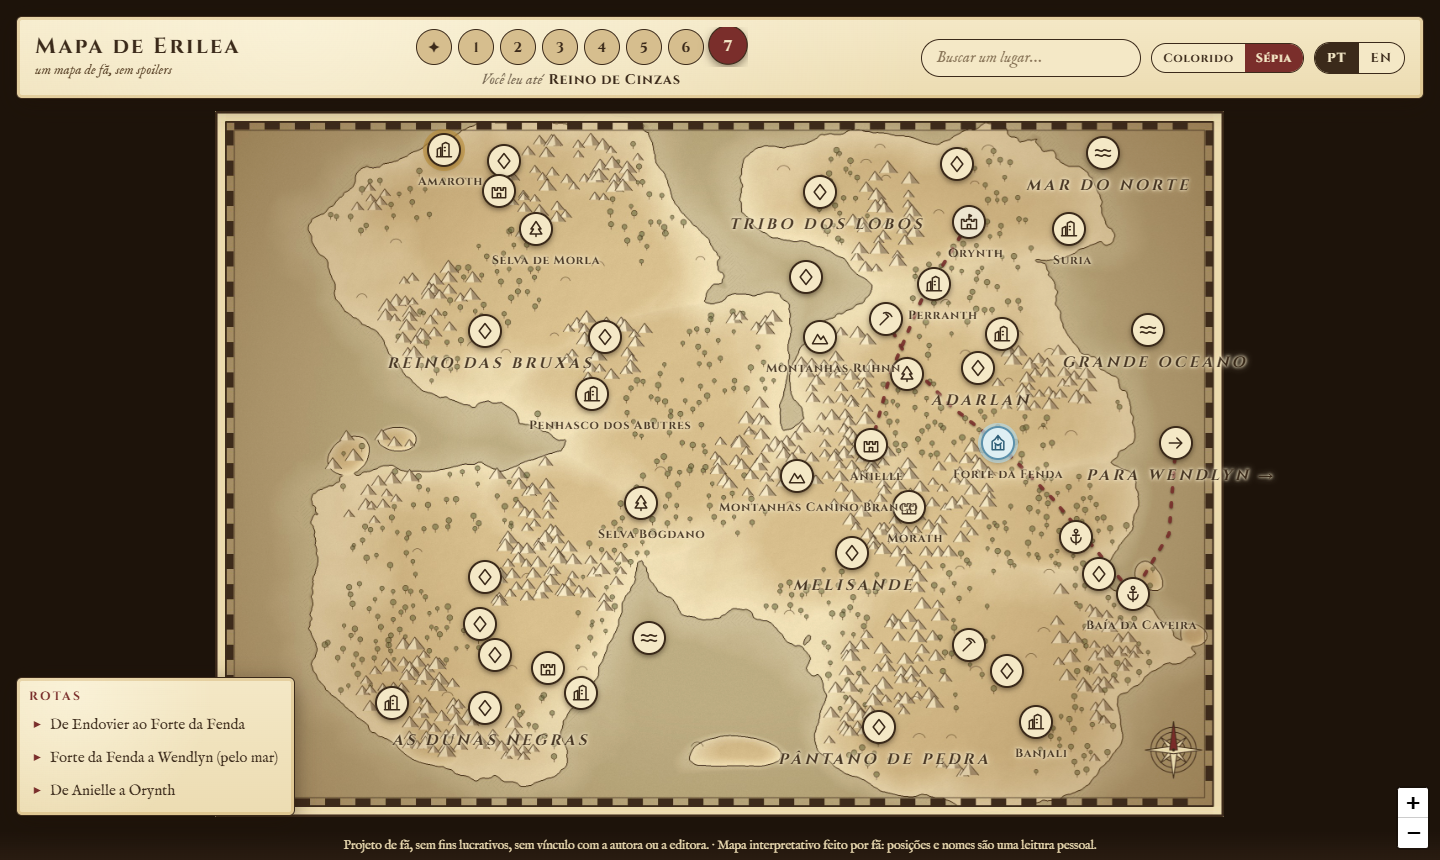 Mapa de Erilea
um mapa de fã, sem spoilers
✦ 1 2 3 4 5 6 7
Você leu até Reino de Cinzas
Buscar um lugar...
Colorido Sépia
PT EN
Amaroth
Mar do Norte
Tribo dos Lobos
Orynth
Suria
Selva de Morla
Perranth
Reino das Bruxas
Montanhas Ruhnn
Grande Oceano
Adarlan
Penhasco dos Abutres
Anielle
Forte da Fenda
Para Wendlyn →
Montanhas Canino Branco
Selva Bogdano
Morath
Melisande
Baía da Caveira
As Dunas Negras
Pântano de Pedra
Banjali
Rotas
► De Endovier ao Forte da Fenda
► Forte da Fenda a Wendlyn (pelo mar)
► De Anielle a Orynth
+
−
Projeto de fã, sem fins lucrativos, sem vínculo com a autora ou a editora. · Mapa interpretativo feito por fã: posições e nomes são uma leitura pessoal.